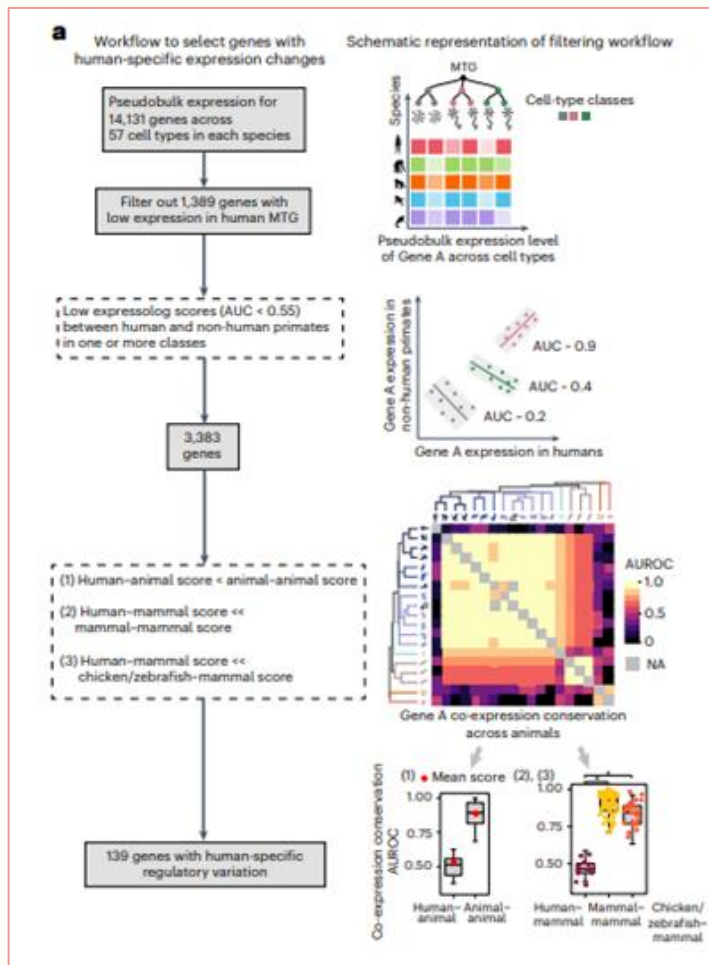 a
Workflow to select genes with
human-specific expression changes
Pseudobulk expression for
14,131 genes across
57 cell types in each species
Filter out 1,389 genes with
low expression in human MTG
Low expressolog scores (AUC < 0.55)
between human and non-human primates
in one or more classes
3,383
genes
(1) Human–animal score < animal–animal score
(2) Human–mammal score <<
mammal–mammal score
(3) Human–mammal score <<
chicken/zebrafish–mammal score
139 genes with human-specific
regulatory variation
Schematic representation of filtering workflow
MTG
Species
Cell-type classes
Pseudobulk expression level
of Gene A across cell types
Gene A expression in
non-human primates
AUC - 0.9
AUC - 0.4
AUC - 0.2
Gene A expression in humans
AUROC
1.0
0.5
0
NA
Gene A co-expression conservation
across animals
(1) Mean score (2), (3)
Co-expression conservation
AUROC
1.00
0.75
0.50
Human–
animal
Animal–
animal
1.00
0.75
0.50
Human–
mammal
Mammal–
mammal
Chicken/
zebrafish–
mammal